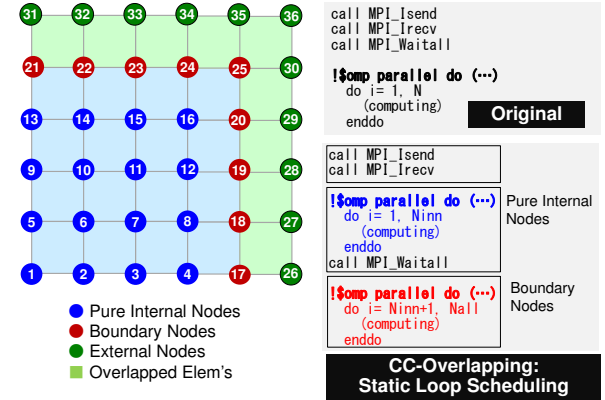 31 32 33 34 35 36
21 22 23 24 25 30
13 14 15 16 20 29
9 10 11 12 19 28
5 6 7 8 18 27
1 2 3 4 17 26
Pure Internal Nodes
Boundary Nodes
External Nodes
Overlapped Elem's
call MPI_Isend
call MPI_Irecv
call MPI_Waitall
!$omp parallel do (…)
do i= 1, N
(computing)
enddo
Original
call MPI_Isend
call MPI_Irecv
!$omp parallel do (…)
do i= 1, Ninn
(computing)
enddo
call MPI_Waitall
Pure Internal
Nodes
!$omp parallel do (…)
do i= Ninn+1, Nall
(computing)
enddo
Boundary
Nodes
CC-Overlapping:
Static Loop Scheduling